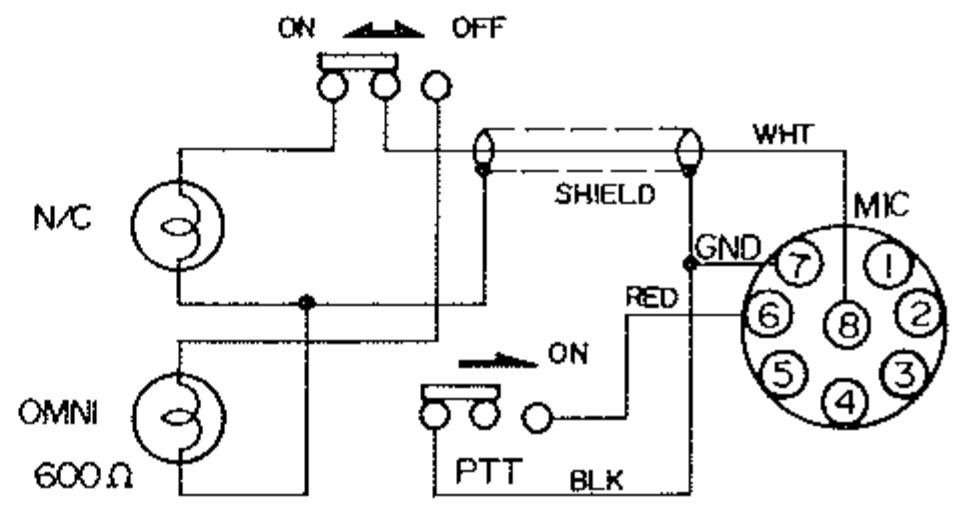 ON OFF
WHT
SHIELD
N/C
MIC
GND
7 1
RED
6 8 2
ON
5 3
4
OMNI
600Ω
PTT
BLK